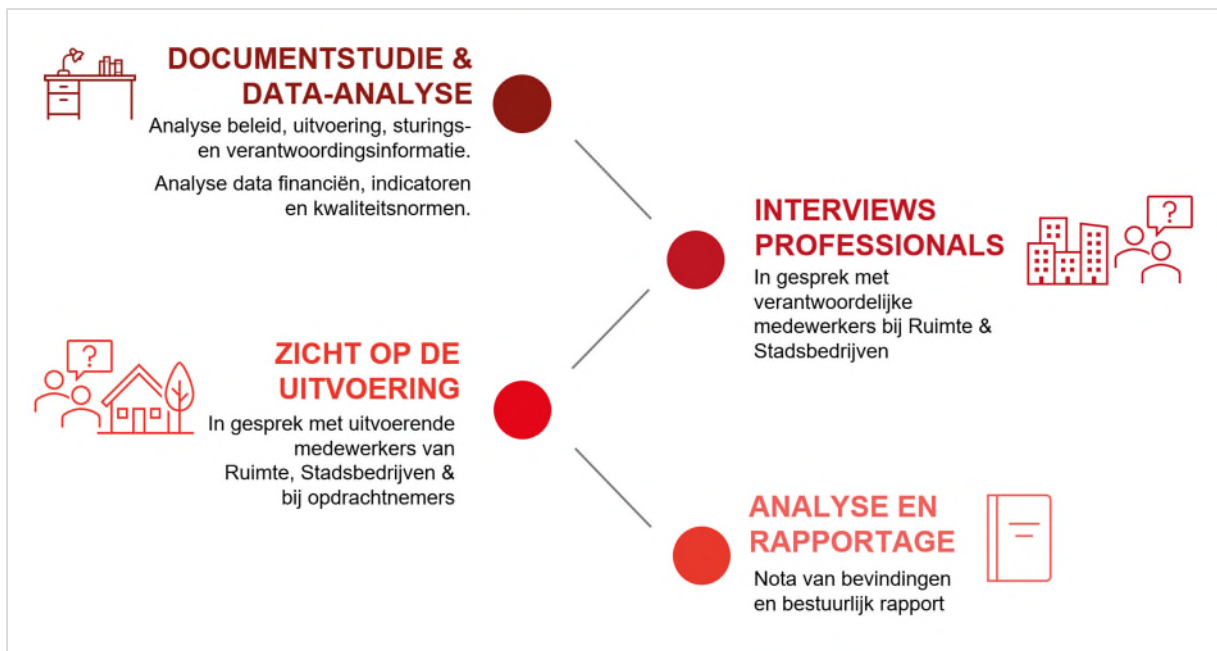 DOCUMENTSTUDIE &
DATA-ANALYSE
Analyse beleid, uitvoering, sturings-
en verantwoordingsinformatie.
Analyse data financiën, indicatoren
en kwaliteitsnormen.
INTERVIEWS
PROFESSIONALS
In gesprek met
verantwoordelijke
medewerkers bij Ruimte &
Stadsbedrijven
?
?
ZICHT OP DE
UITVOERING
In gesprek met uitvoerende
medewerkers van
Ruimte, Stadsbedrijven &
bij opdrachtnemers
ANALYSE EN
RAPPORTAGE
Nota van bevindingen
en bestuurlijk rapport